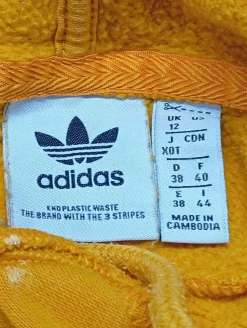 adidas
END PLASTIC WASTE
THE BRAND WITH THE 3 STRIPES
UK US
12
J CDN
XOT
D F
38 40
E I
38 44
MADE IN
CAMBODIA